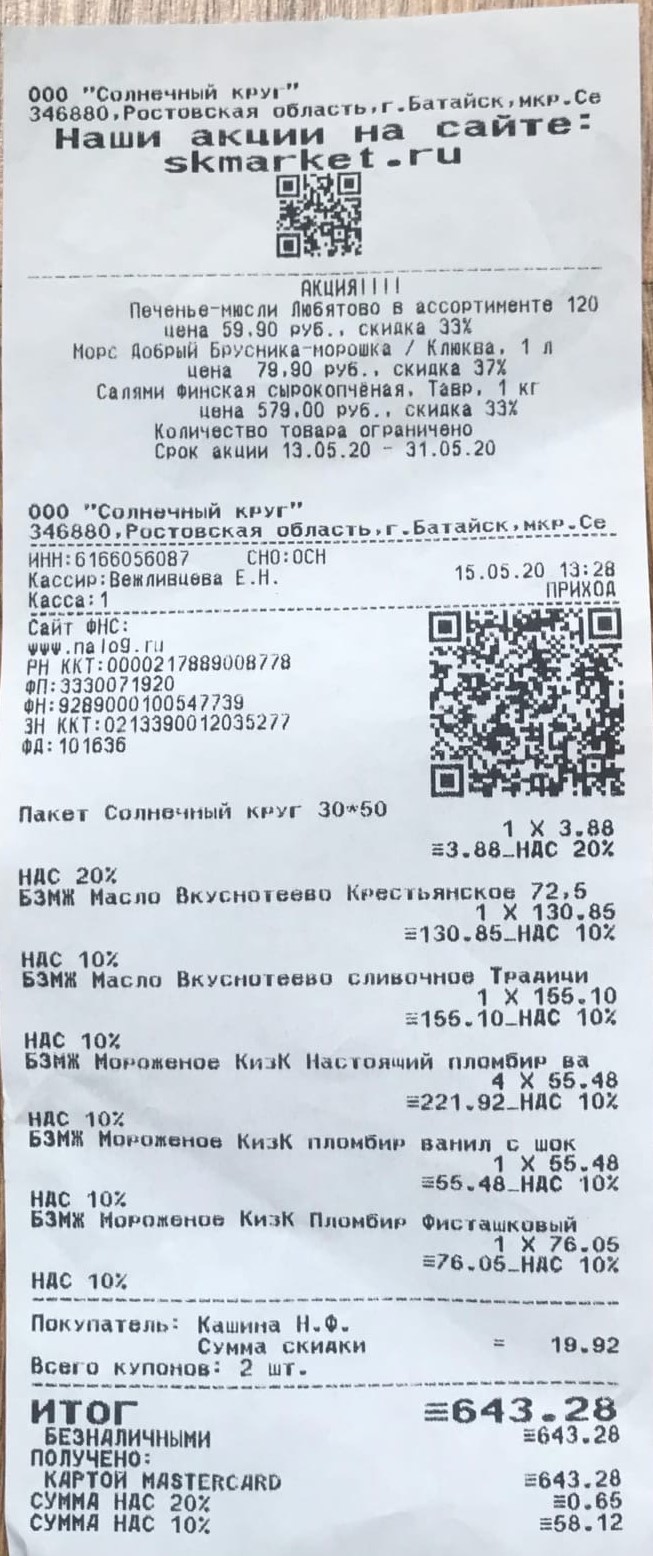 ООО "Солнечный круг"
346880,Ростовская область,г.Батайск,мкр.Се
Наши акции на сайте:
skmarket.ru
АКЦИЯ!!!!
Печенье-мюсли Любятово в ассортименте 120
цена 59.90 руб., скидка 33%
Морс Добрый Брусника-морошка / Клюква, 1 л
цена 79,90 руб., скидка 37%
Салями Финская сырокопчёная, Тавр, 1 кг
цена 579,00 руб., скидка 33%
Количество товара ограничено
Срок акции 13.05.20 - 31.05.20
ООО "Солнечный круг"
346880,Ростовская область,г.Батайск,мкр.Се
ИНН:6166056087 СНО:ОСН
Кассир:Вежливцева Е.Н. 15.05.20 13:28
Касса:1 ПРИХОД
Сайт ФНС:
www.nalog.ru
РН ККТ:0000217889008778
ФП:3330071920
ФН:9289000100547739
ЗН ККТ:0213390012035277
ФД:101636
Пакет Солнечный круг 30*50
1 X 3.88
≡3.88_НДС 20%
НДС 20%
БЗМЖ Масло Вкуснотеево Крестьянское 72,5
1 X 130.85
≡130.85_НДС 10%
НДС 10%
БЗМЖ Масло Вкуснотеево сливочное Традици
1 X 155.10
≡155.10_НДС 10%
НДС 10%
БЗМЖ Мороженое КизК Настоящий пломбир ва
4 X 55.48
≡221.92_НДС 10%
НДС 10%
БЗМЖ Мороженое КизК пломбир ванил с шок
1 X 55.48
≡55.48_НДС 10%
НДС 10%
БЗМЖ Мороженое КизК Пломбир Фисташковый
1 X 76.05
≡76.05_НДС 10%
НДС 10%
Покупатель: Кашина Н.Ф.
Сумма скидки = 19.92
Всего купонов: 2 шт.
ИТОГ ≡643.28
БЕЗНАЛИЧНЫМИ ≡643.28
ПОЛУЧЕНО:
КАРТОЙ MASTERCARD ≡643.28
СУММА НДС 20% ≡0.65
СУММА НДС 10% ≡58.12